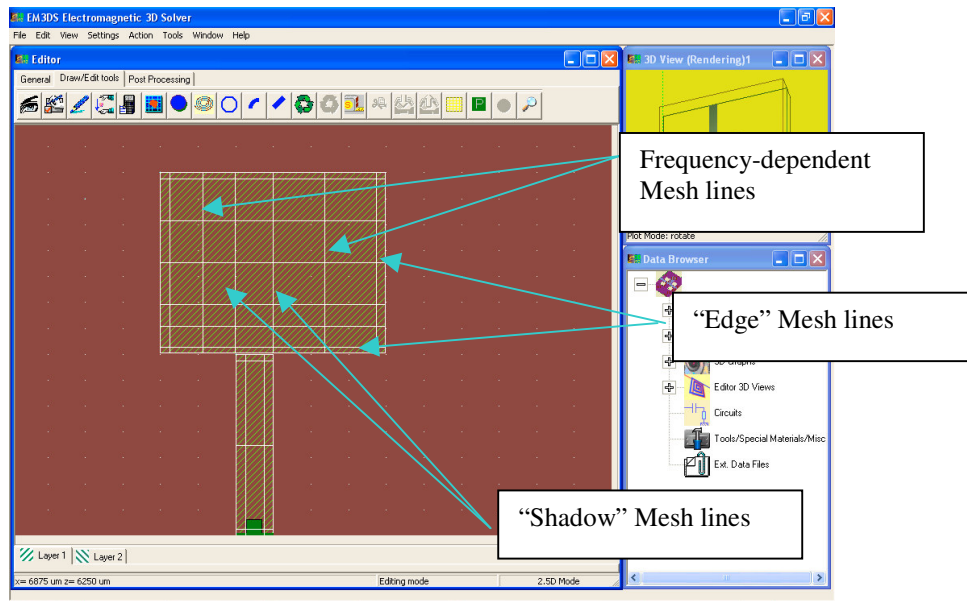 EM3DS Electromagnetic 3D Solver
File Edit View Settings Action Tools Window Help
Editor
General Draw/Edit tools Post Processing
P
3D View (Rendering)1
Frequency-dependent
Mesh lines
Plot Mode: rotate
Data Browser
“Edge” Mesh lines
3D Graphs
Editor 3D Views
Circuits
Tools/Special Materials/Misc
Ext. Data Files
“Shadow” Mesh lines
Layer 1 Layer 2
x= 6875 um z= 6250 um Editing mode 2.5D Mode